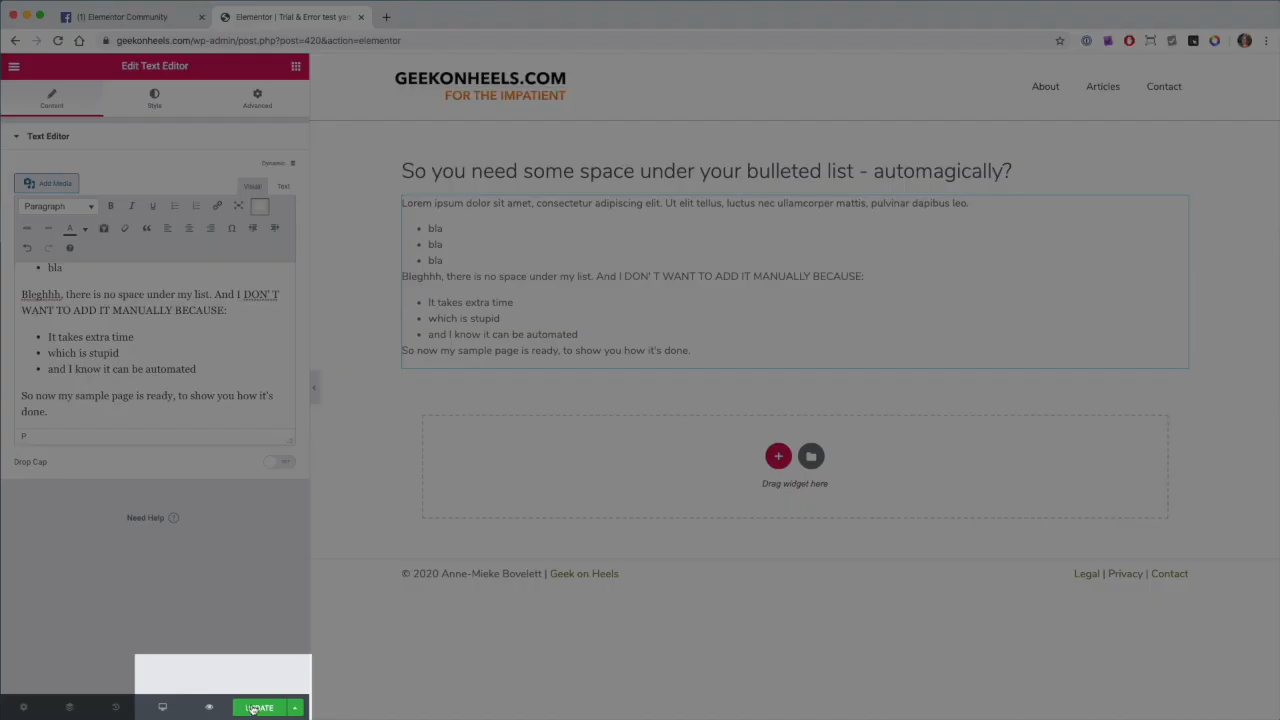 (1) Elementor Community
Elementor | Trial & Error test yar
geekonheels.com/wp-admin/post.php?post=420&action=elementor
Edit Text Editor
Content
Style
Advanced
Text Editor
Dynamic
Add Media
Visual
Text
Paragraph
bla
Bleghhh, there is no space under my list. And I DON' T
WANT TO ADD IT MANUALLY BECAUSE:
It takes extra time
which is stupid
and I know it can be automated
So now my sample page is ready, to show you how it's
done.
P
Drop Cap
Need Help
UPDATE
GEEKONHEELS.COM
FOR THE IMPATIENT
About
Articles
Contact
So you need some space under your bulleted list - automagically?
Lorem ipsum dolor sit amet, consectetur adipiscing elit. Ut elit tellus, luctus nec ullamcorper mattis, pulvinar dapibus leo.
bla
bla
bla
Bleghhh, there is no space under my list. And I DON' T WANT TO ADD IT MANUALLY BECAUSE:
It takes extra time
which is stupid
and I know it can be automated
So now my sample page is ready, to show you how it's done.
Drag widget here
© 2020 Anne-Mieke Bovelett | Geek on Heels
Legal | Privacy | Contact